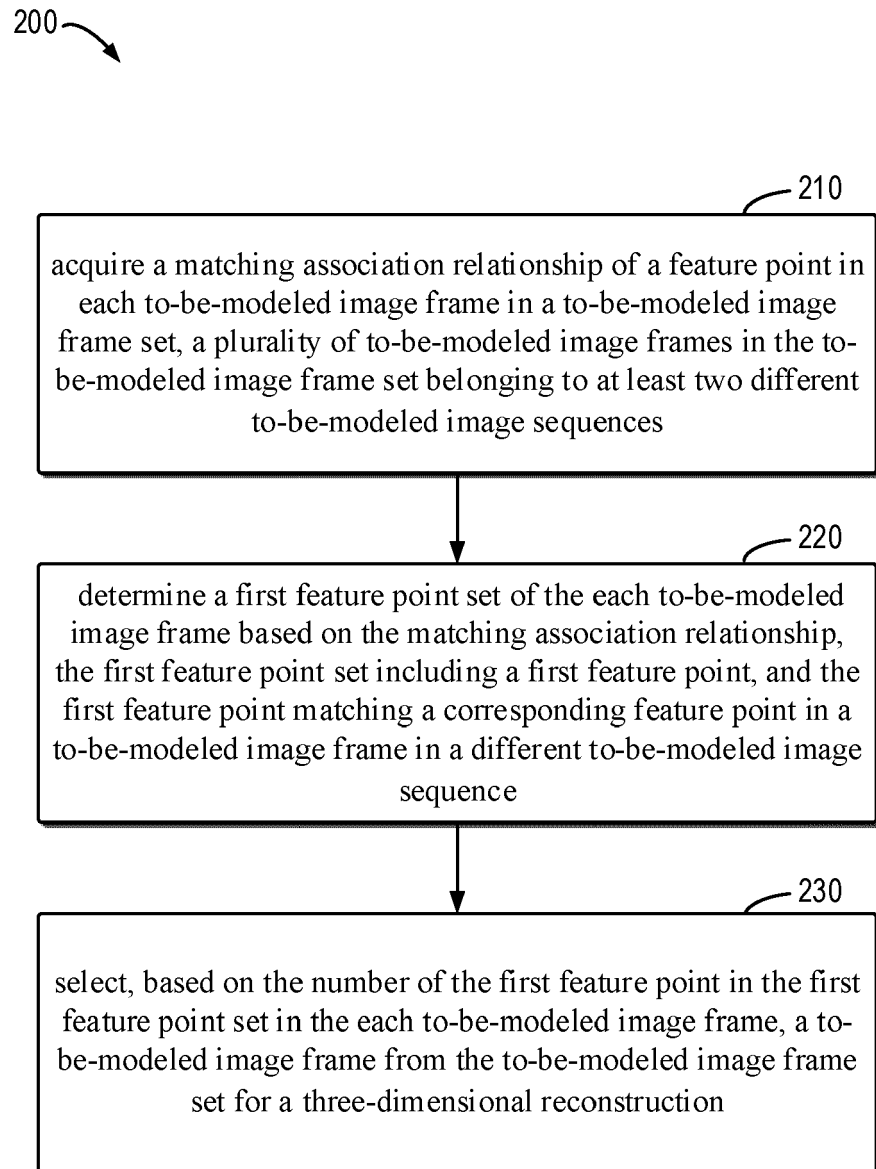 200
210
acquire a matching association relationship of a feature point in
each to-be-modeled image frame in a to-be-modeled image
frame set, a plurality of to-be-modeled image frames in the to-
be-modeled image frame set belonging to at least two different
to-be-modeled image sequences
220
determine a first feature point set of the each to-be-modeled
image frame based on the matching association relationship,
the first feature point set including a first feature point, and the
first feature point matching a corresponding feature point in a
to-be-modeled image frame in a different to-be-modeled image
sequence
230
select, based on the number of the first feature point in the first
feature point set in the each to-be-modeled image frame, a to-
be-modeled image frame from the to-be-modeled image frame
set for a three-dimensional reconstruction